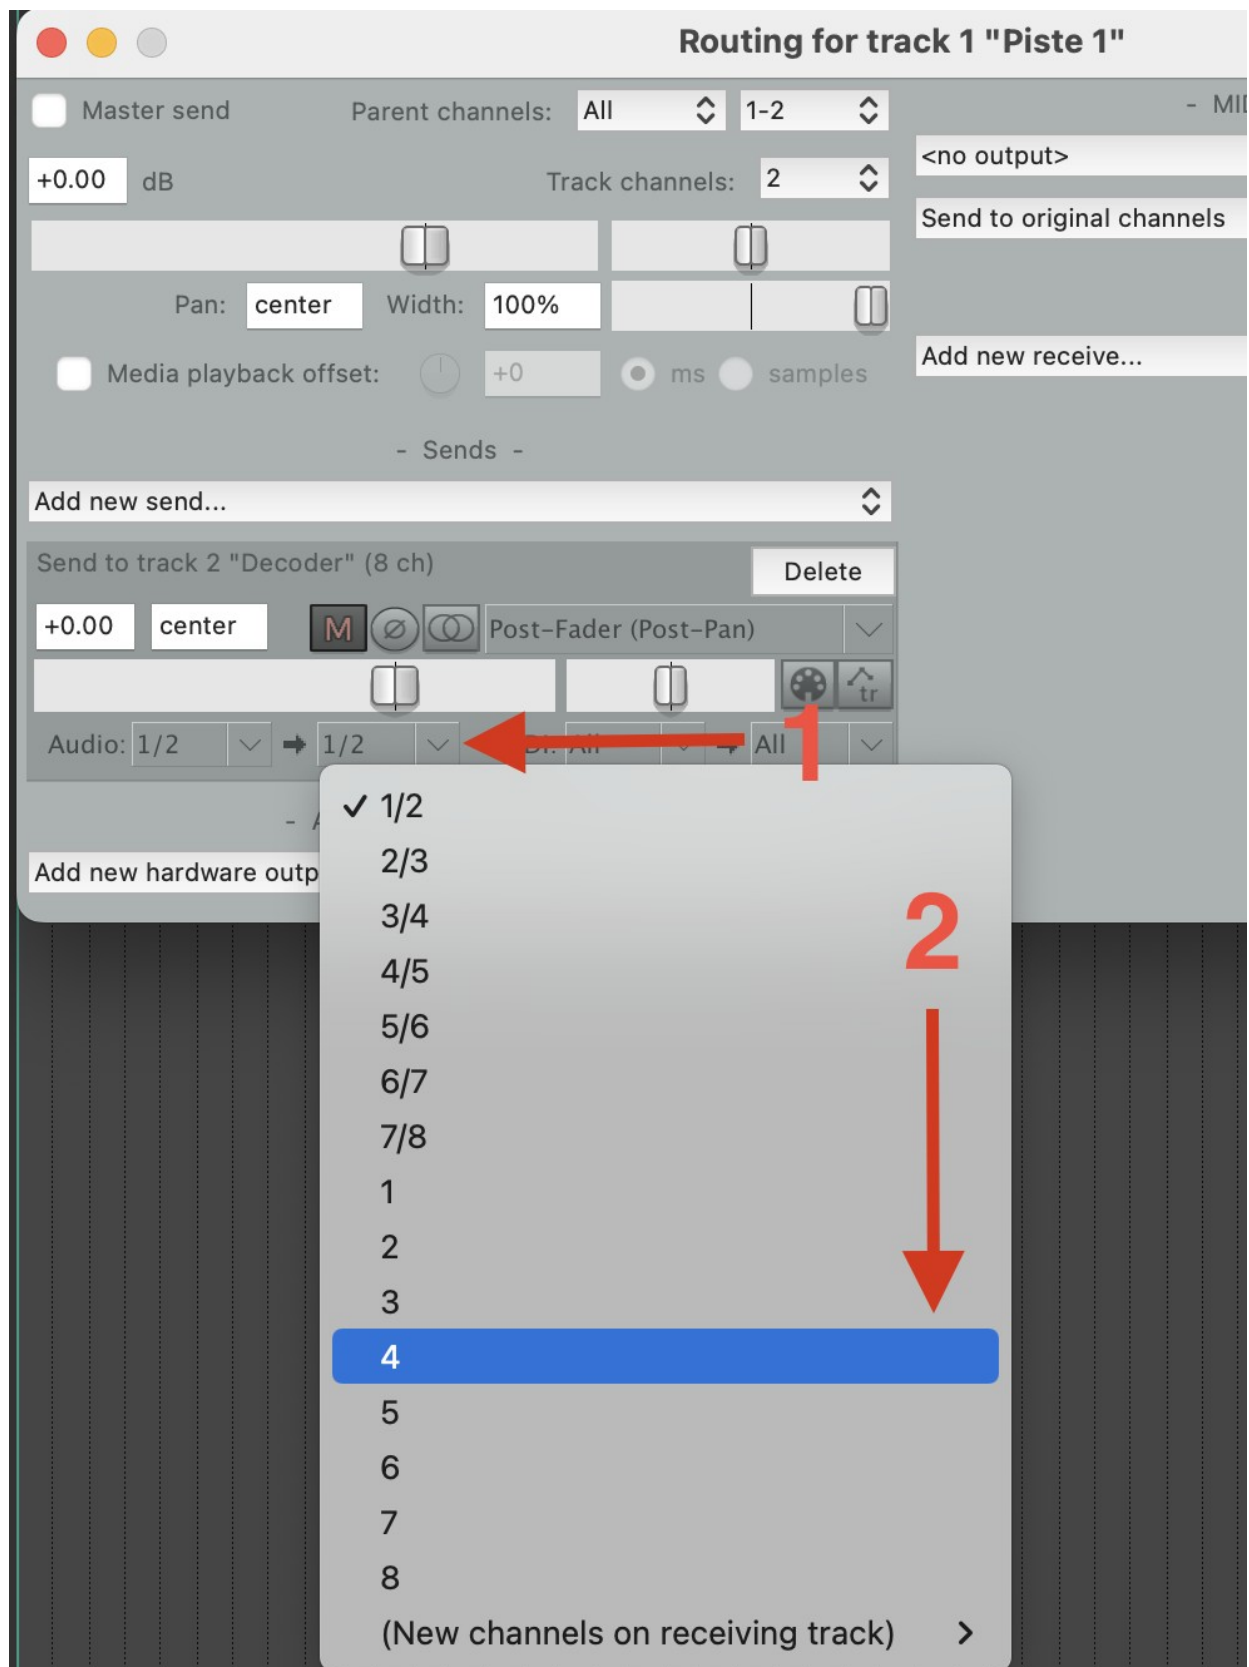 Routing for track 1 "Piste 1"
Master send
Parent channels:
All
1-2
+0.00
dB
Track channels:
2
Pan:
center
Width:
100%
Media playback offset:
+0
ms
samples
- Sends -
Add new send...
Send to track 2 "Decoder" (8 ch)
Delete
+0.00
center
M
Post-Fader (Post-Pan)
tr
Audio:
1/2
1/2
All
All
1
- MI
<no output>
Send to original channels
Add new receive...
Add new hardware outp
1/2
2/3
3/4
4/5
5/6
6/7
7/8
1
2
3
4
5
6
7
8
(New channels on receiving track)
2